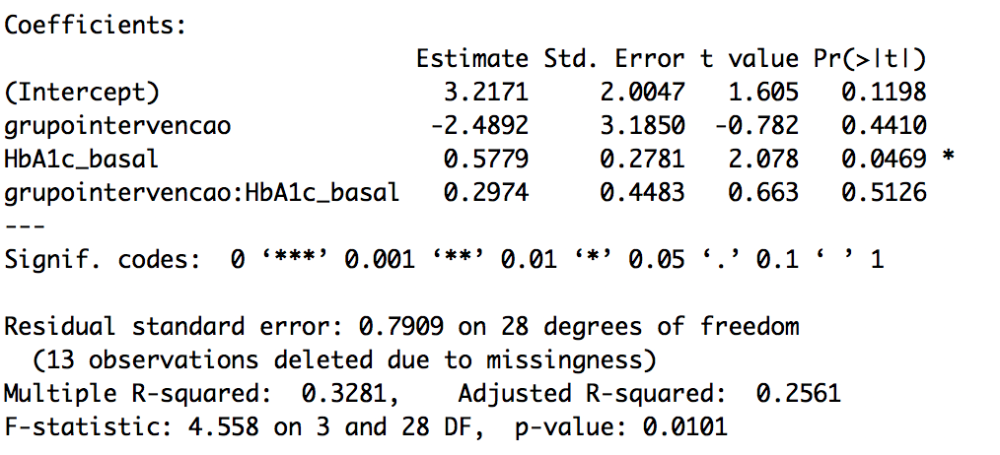 Coefficients:
                         Estimate Std. Error t value Pr(>|t|)
(Intercept)                3.2171     2.0047   1.605   0.1198
grupointervencao          -2.4892     3.1850  -0.782   0.4410
HbA1c_basal                0.5779     0.2781   2.078   0.0469 *
grupointervencao:HbA1c_basal   0.2974     0.4483   0.663   0.5126
---
Signif. codes:  0 ‘***’ 0.001 ‘**’ 0.01 ‘*’ 0.05 ‘.’ 0.1 ‘ ’ 1
Residual standard error: 0.7909 on 28 degrees of freedom
  (13 observations deleted due to missingness)
Multiple R-squared:  0.3281,    Adjusted R-squared:  0.2561
F-statistic: 4.558 on 3 and 28 DF,  p-value: 0.0101